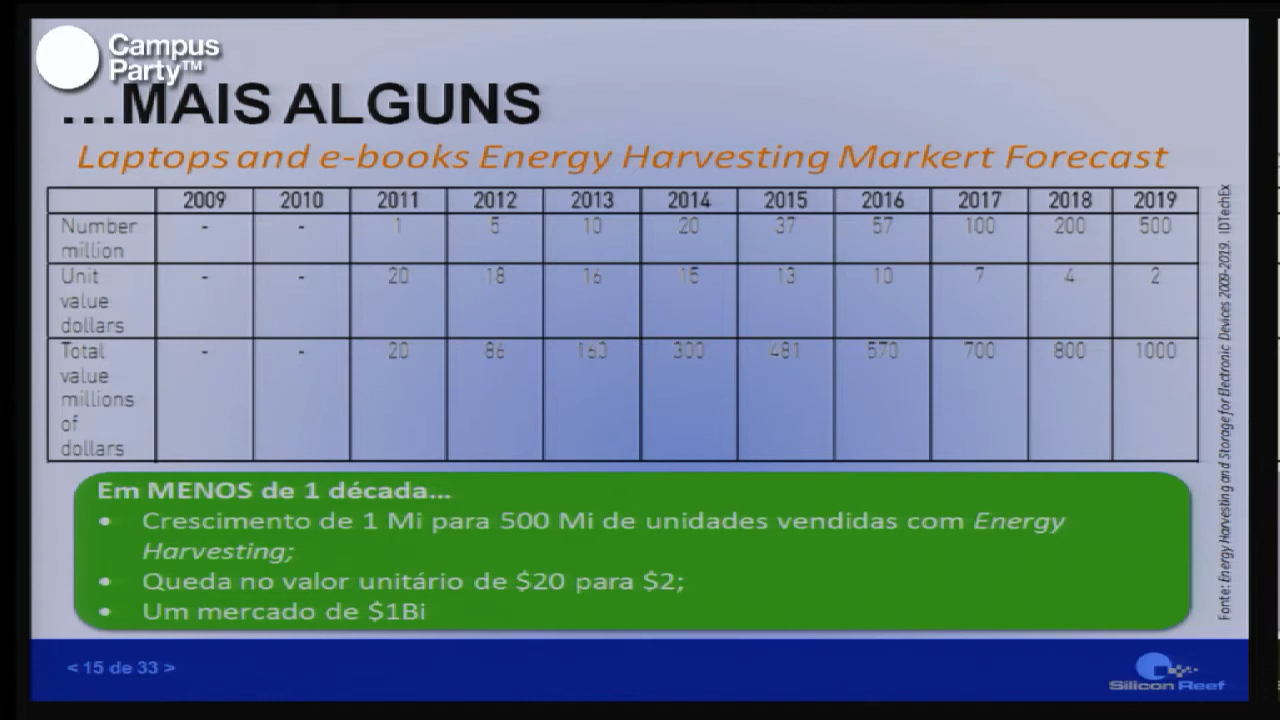 Campus
Party™
...MAIS ALGUNS
Laptops and e-books Energy Harvesting Markert Forecast
2009 2010 2011 2012 2013 2014 2015 2016 2017 2018 2019
Number million - - 1 5 10 20 37 57 100 200 500
Unit value dollars - - 20 18 16 15 13 10 7 4 2
Total value millions of dollars - - 20 86 160 300 481 570 700 800 1000
Fonte: Energy Harvesting and Storage for Electronic Devices 2009-2019. IDTechEx
Em MENOS de 1 década...
• Crescimento de 1 Mi para 500 Mi de unidades vendidas com Energy
Harvesting;
• Queda no valor unitário de $20 para $2;
• Um mercado de $1Bi
< 15 de 33 >
Silicon Reef